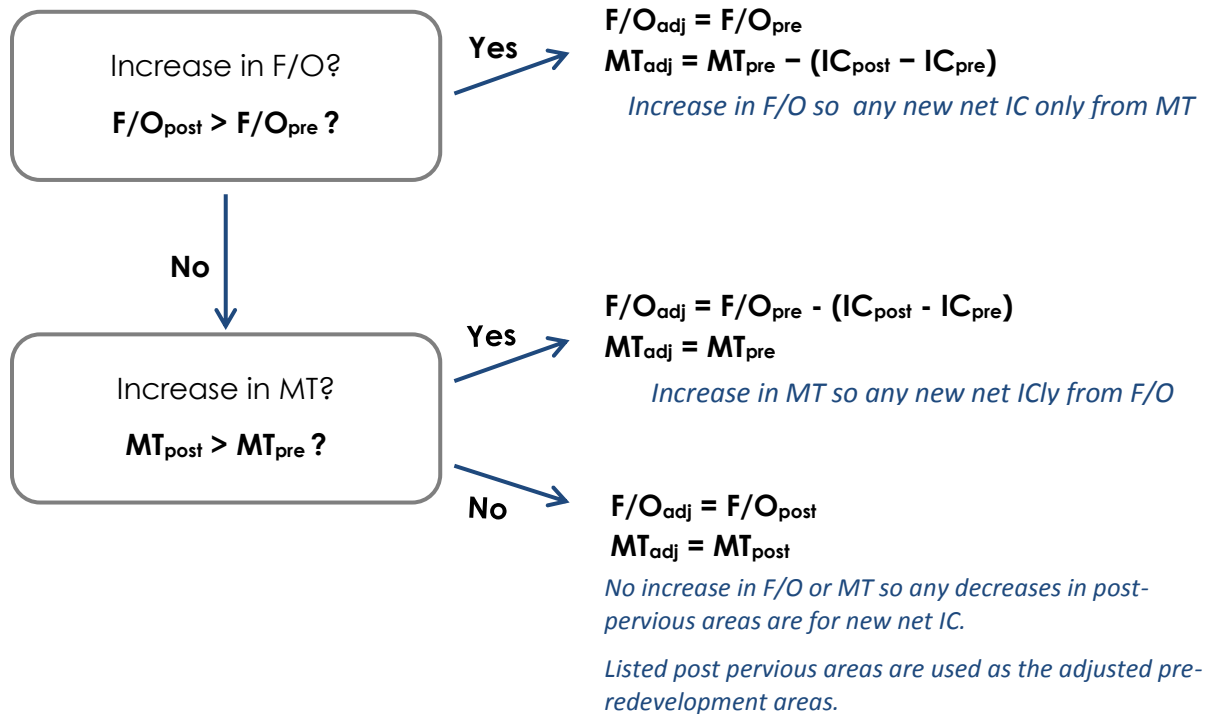 Increase in F/O?
F/Opost > F/Opre ?
Yes
F/Oadj = F/Opre
MTadj = MTpre – (ICpost – ICpre)
Increase in F/O so any new net IC only from MT
No
Increase in MT?
MTpost > MTpre ?
Yes
F/Oadj = F/Opre - (ICpost - ICpre)
MTadj = MTpre
Increase in MT so any new net ICly from F/O
No
F/Oadj = F/Opost
MTadj = MTpost
No increase in F/O or MT so any decreases in post-
pervious areas are for new net IC.
Listed post pervious areas are used as the adjusted pre-
redevelopment areas.